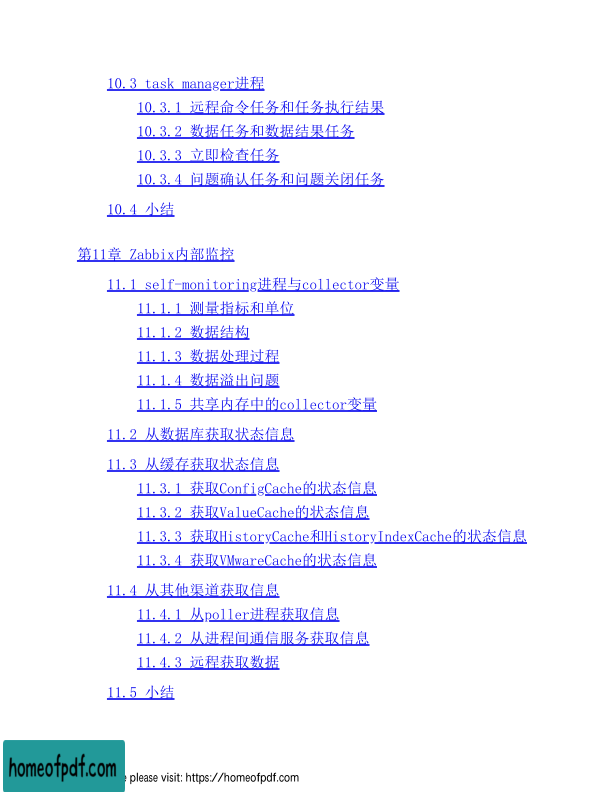 10.3 task manager进程
10.3.1 远程命令任务和任务执行结果
10.3.2 数据任务和数据结果任务
10.3.3 立即检查任务
10.3.4 问题确认任务和问题关闭任务
10.4 小结
第11章 Zabbix内部监控
11.1 self-monitoring进程与collector变量
11.1.1 测量指标和单位
11.1.2 数据结构
11.1.3 数据处理过程
11.1.4 数据溢出问题
11.1.5 共享内存中的collector变量
11.2 从数据库获取状态信息
11.3 从缓存获取状态信息
11.3.1 获取ConfigCache的状态信息
11.3.2 获取ValueCache的状态信息
11.3.3 获取HistoryCache和HistoryIndexCache的状态信息
11.3.4 获取VMwareCache的状态信息
11.4 从其他渠道获取信息
11.4.1 从poller进程获取信息
11.4.2 从进程间通信服务获取信息
11.4.3 远程获取数据
11.5 小结
homeofpdf.com
please visit: https://homeofpdf.com